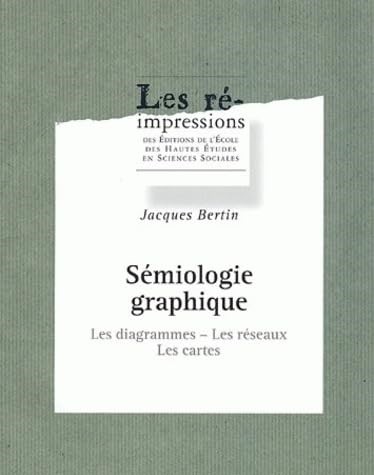 Les ré-
impressions
DES ÉDITIONS DE L'ÉCOLE
DES HAUTES ÉTUDES
EN SCIENCES SOCIALES
Jacques Bertin
Sémiologie
graphique
Les diagrammes – Les réseaux
Les cartes